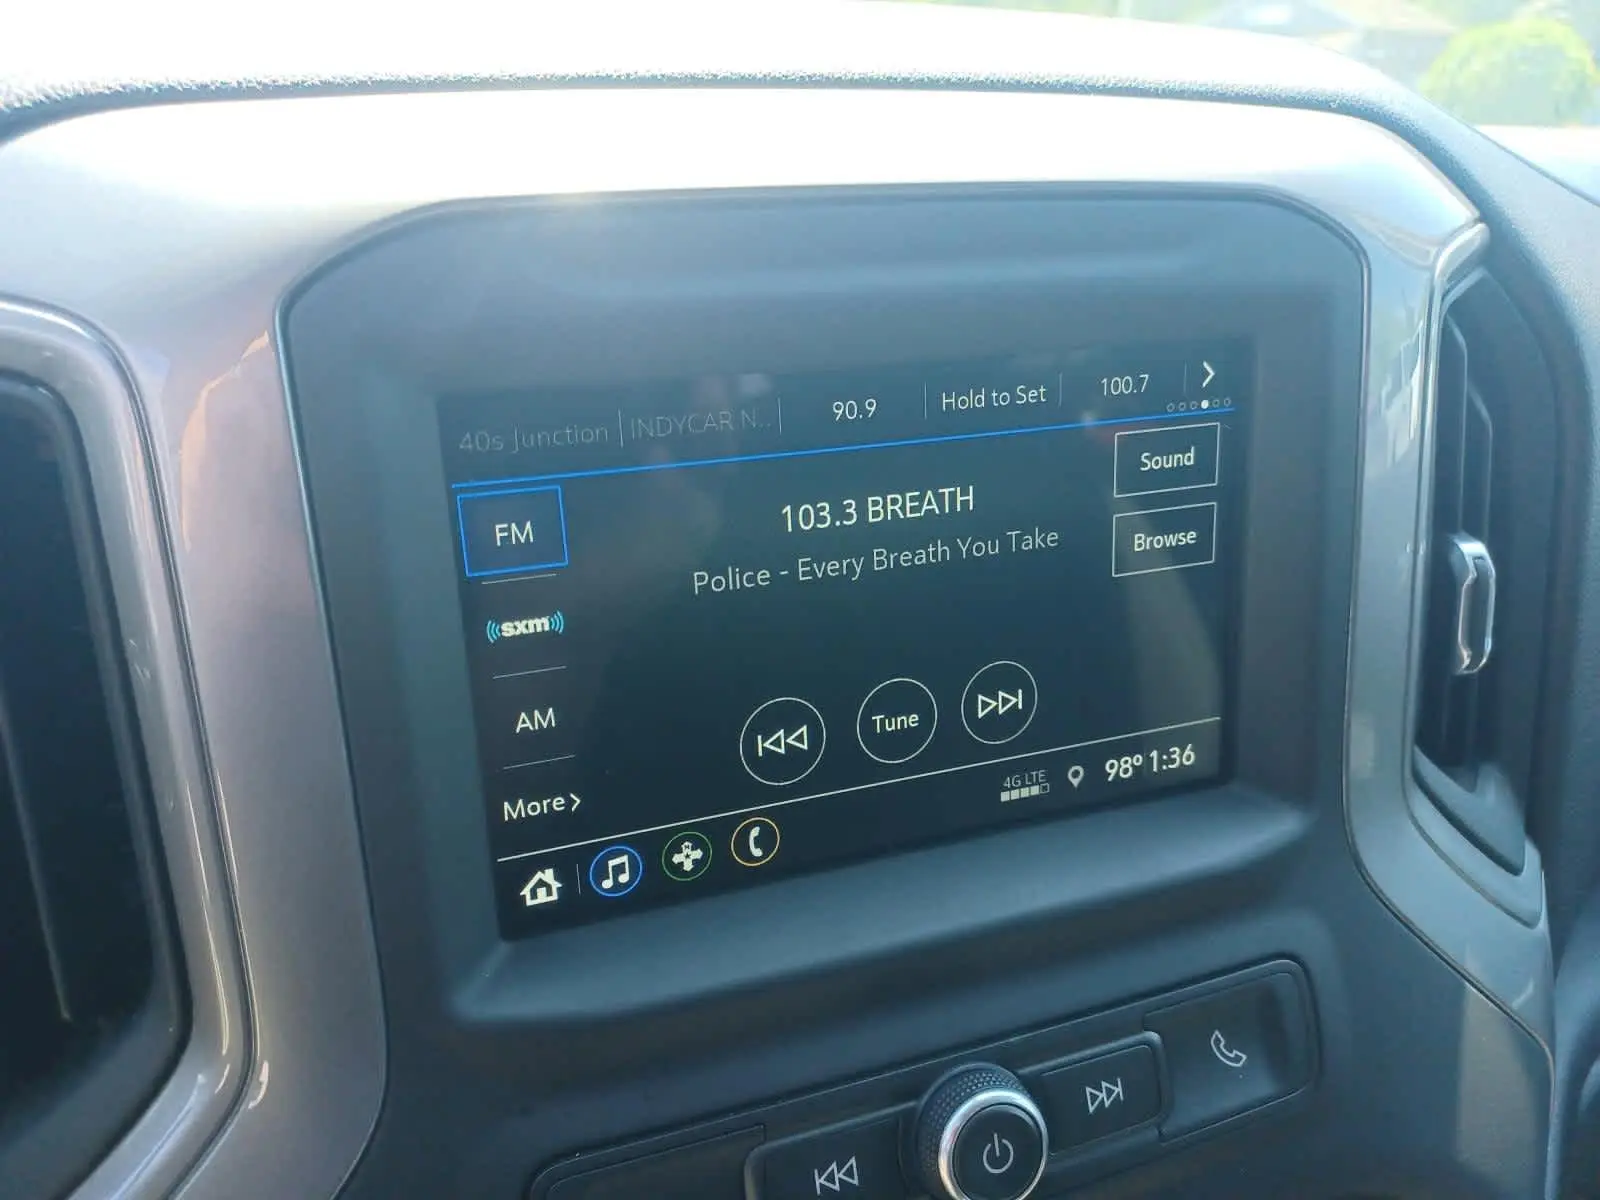 40s Junction INDYCAR N... 90.9 Hold to Set 100.7
Sound
FM
103.3 BREATH
Browse
Police - Every Breath You Take
sxm
AM
Tune
More
4G LTE 98° 1:36